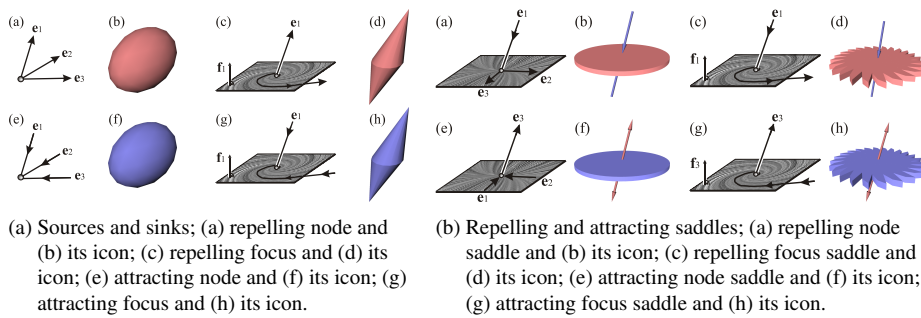 (a) (b) (c) (d) (a) (b) (c) (d)
e1 e2 e3 e1 f1 e1 e2 e3 e1 f1
(e) (f) (g) (h) (e) (f) (g) (h)
e1 e2 e3 e1 f1 e3 e2 e1 e3 f3
(a) Sources and sinks; (a) repelling node and
(b) its icon; (c) repelling focus and (d) its
icon; (e) attracting node and (f) its icon; (g)
attracting focus and (h) its icon.
(b) Repelling and attracting saddles; (a) repelling node
saddle and (b) its icon; (c) repelling focus saddle and
(d) its icon; (e) attracting node saddle and (f) its icon;
(g) attracting focus saddle and (h) its icon.